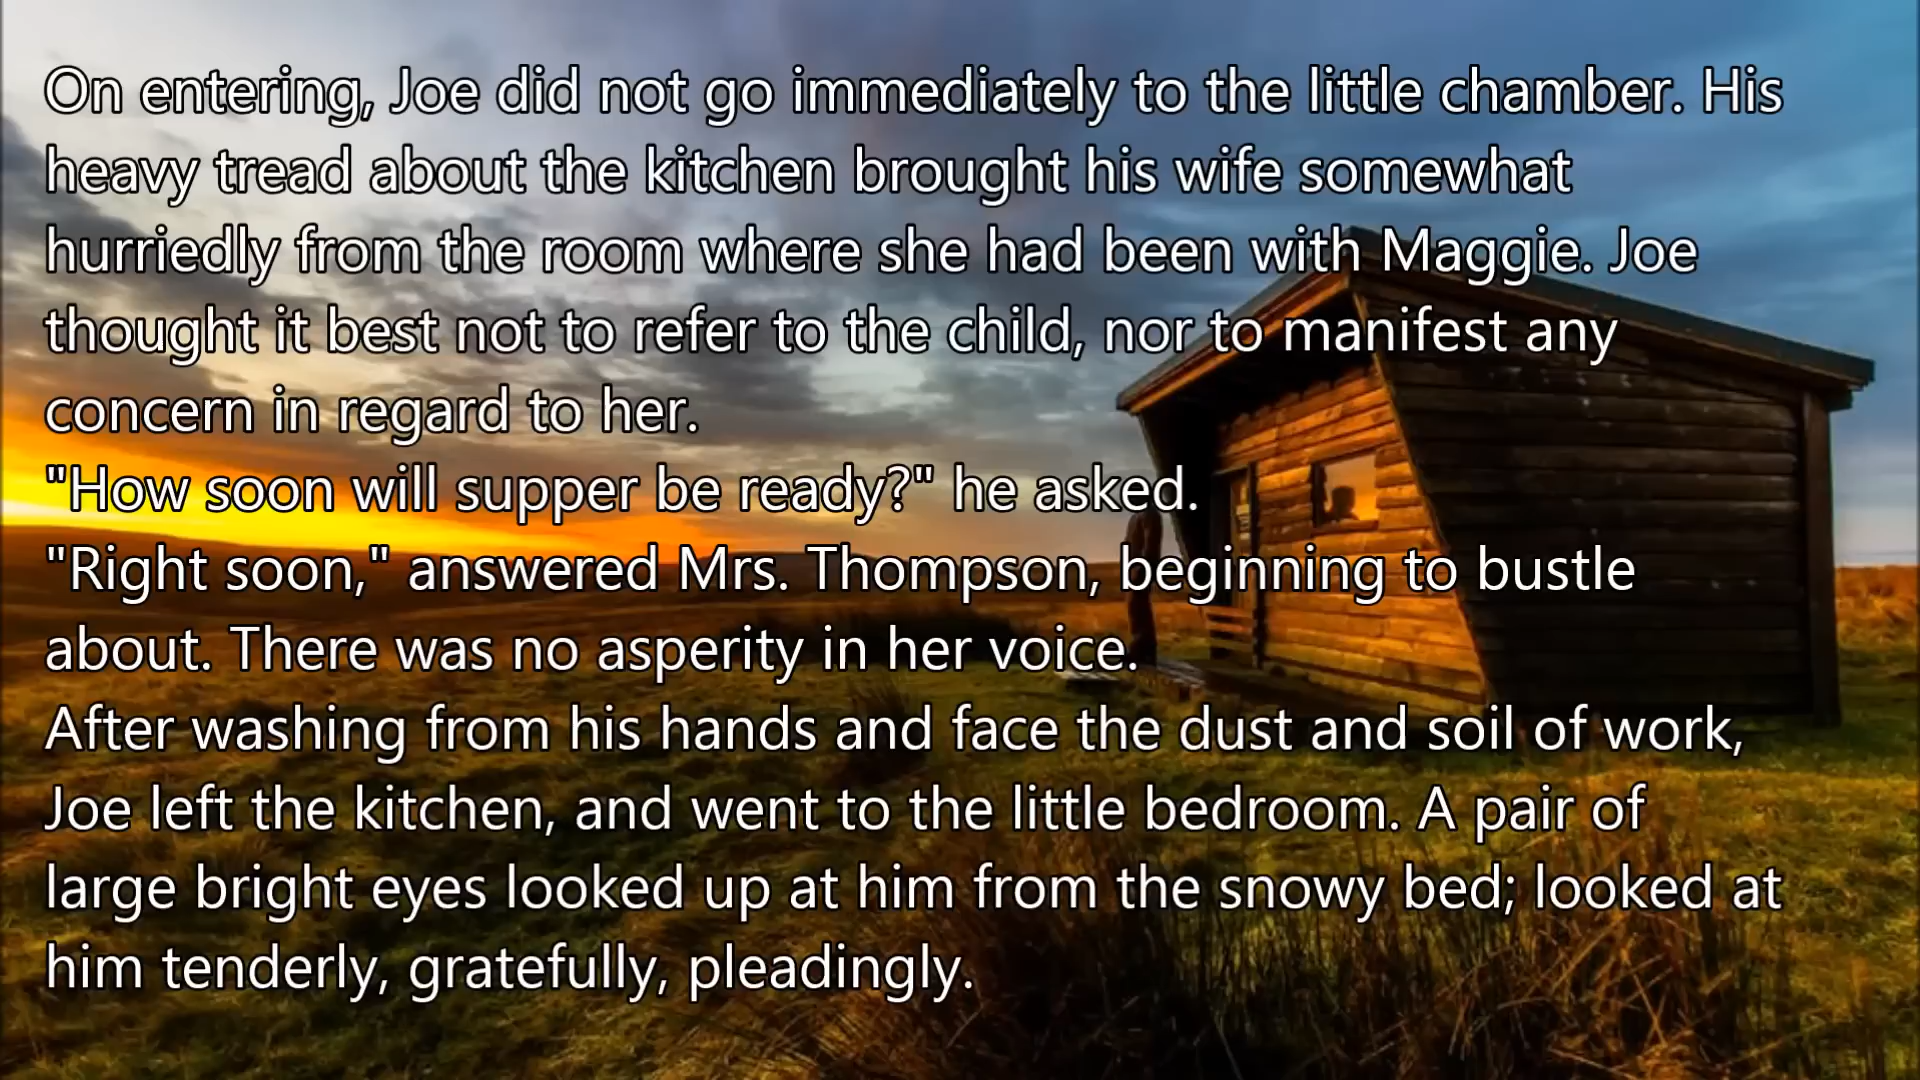 On entering, Joe did not go immediately to the little chamber. His
heavy tread about the kitchen brought his wife somewhat
hurriedly from the room where she had been with Maggie. Joe
thought it best not to refer to the child, nor to manifest any
concern in regard to her.
"How soon will supper be ready?" he asked.
"Right soon," answered Mrs. Thompson, beginning to bustle
about. There was no asperity in her voice.
After washing from his hands and face the dust and soil of work,
Joe left the kitchen, and went to the little bedroom. A pair of
large bright eyes looked up at him from the snowy bed; looked at
him tenderly, gratefully, pleadingly.